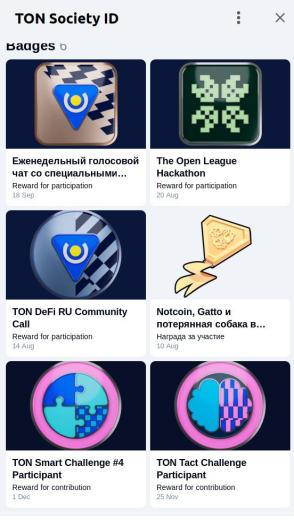 TON Society ID
Badges 6
Еженедельный голосовой
чат со специальными…
Reward for participation
18 Sep
The Open League
Hackathon
Reward for participation
20 Aug
TON DeFi RU Community
Call
Reward for participation
14 Aug
Notcoin, Gatto и
потерянная собака в…
Награда за участие
10 Aug
TON Smart Challenge #4
Participant
Reward for contribution
1 Dec
TON Tact Challenge
Participant
Reward for contribution
25 Nov